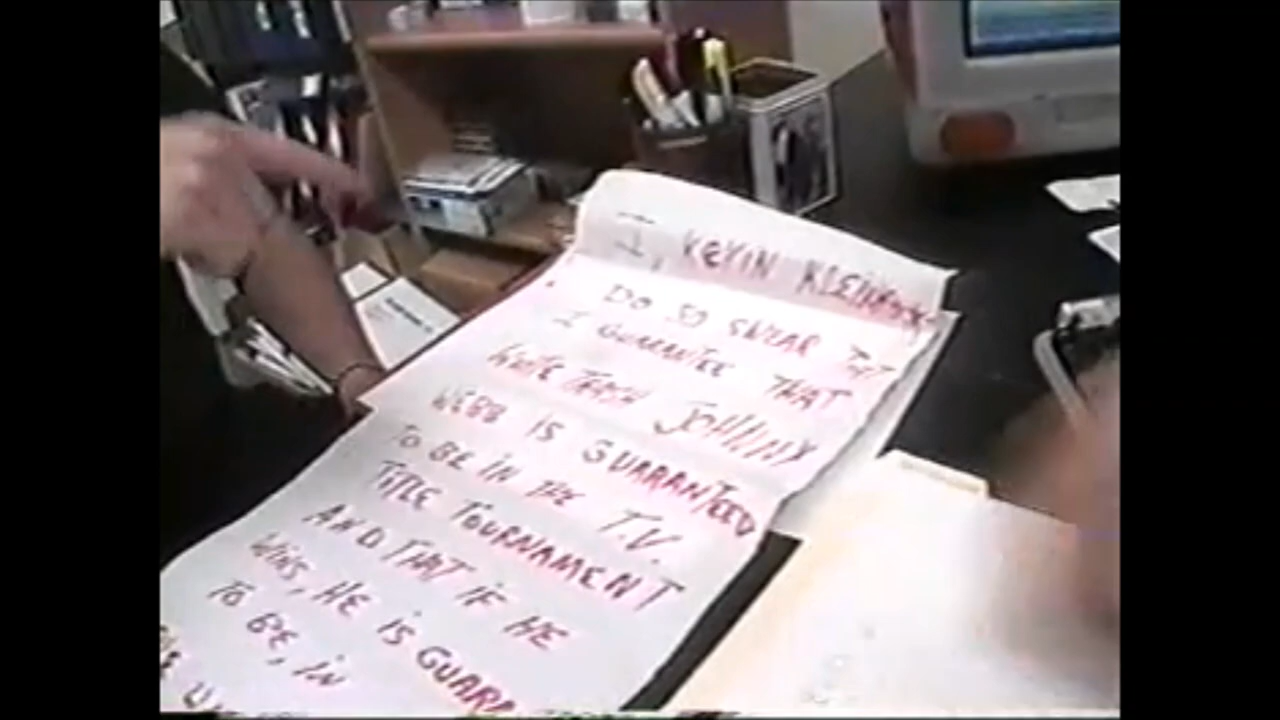 I, KEVIN KLEINROCK
DO SO SWEAR THAT
I GUARANTEE THAT
WHITE TRASH JOHNNY
WEBB IS GUARANTEED
TO BE IN THE T.V.
TITLE TOURNAMENT
AND THAT IF HE
WINS, HE IS
TO BE, IN